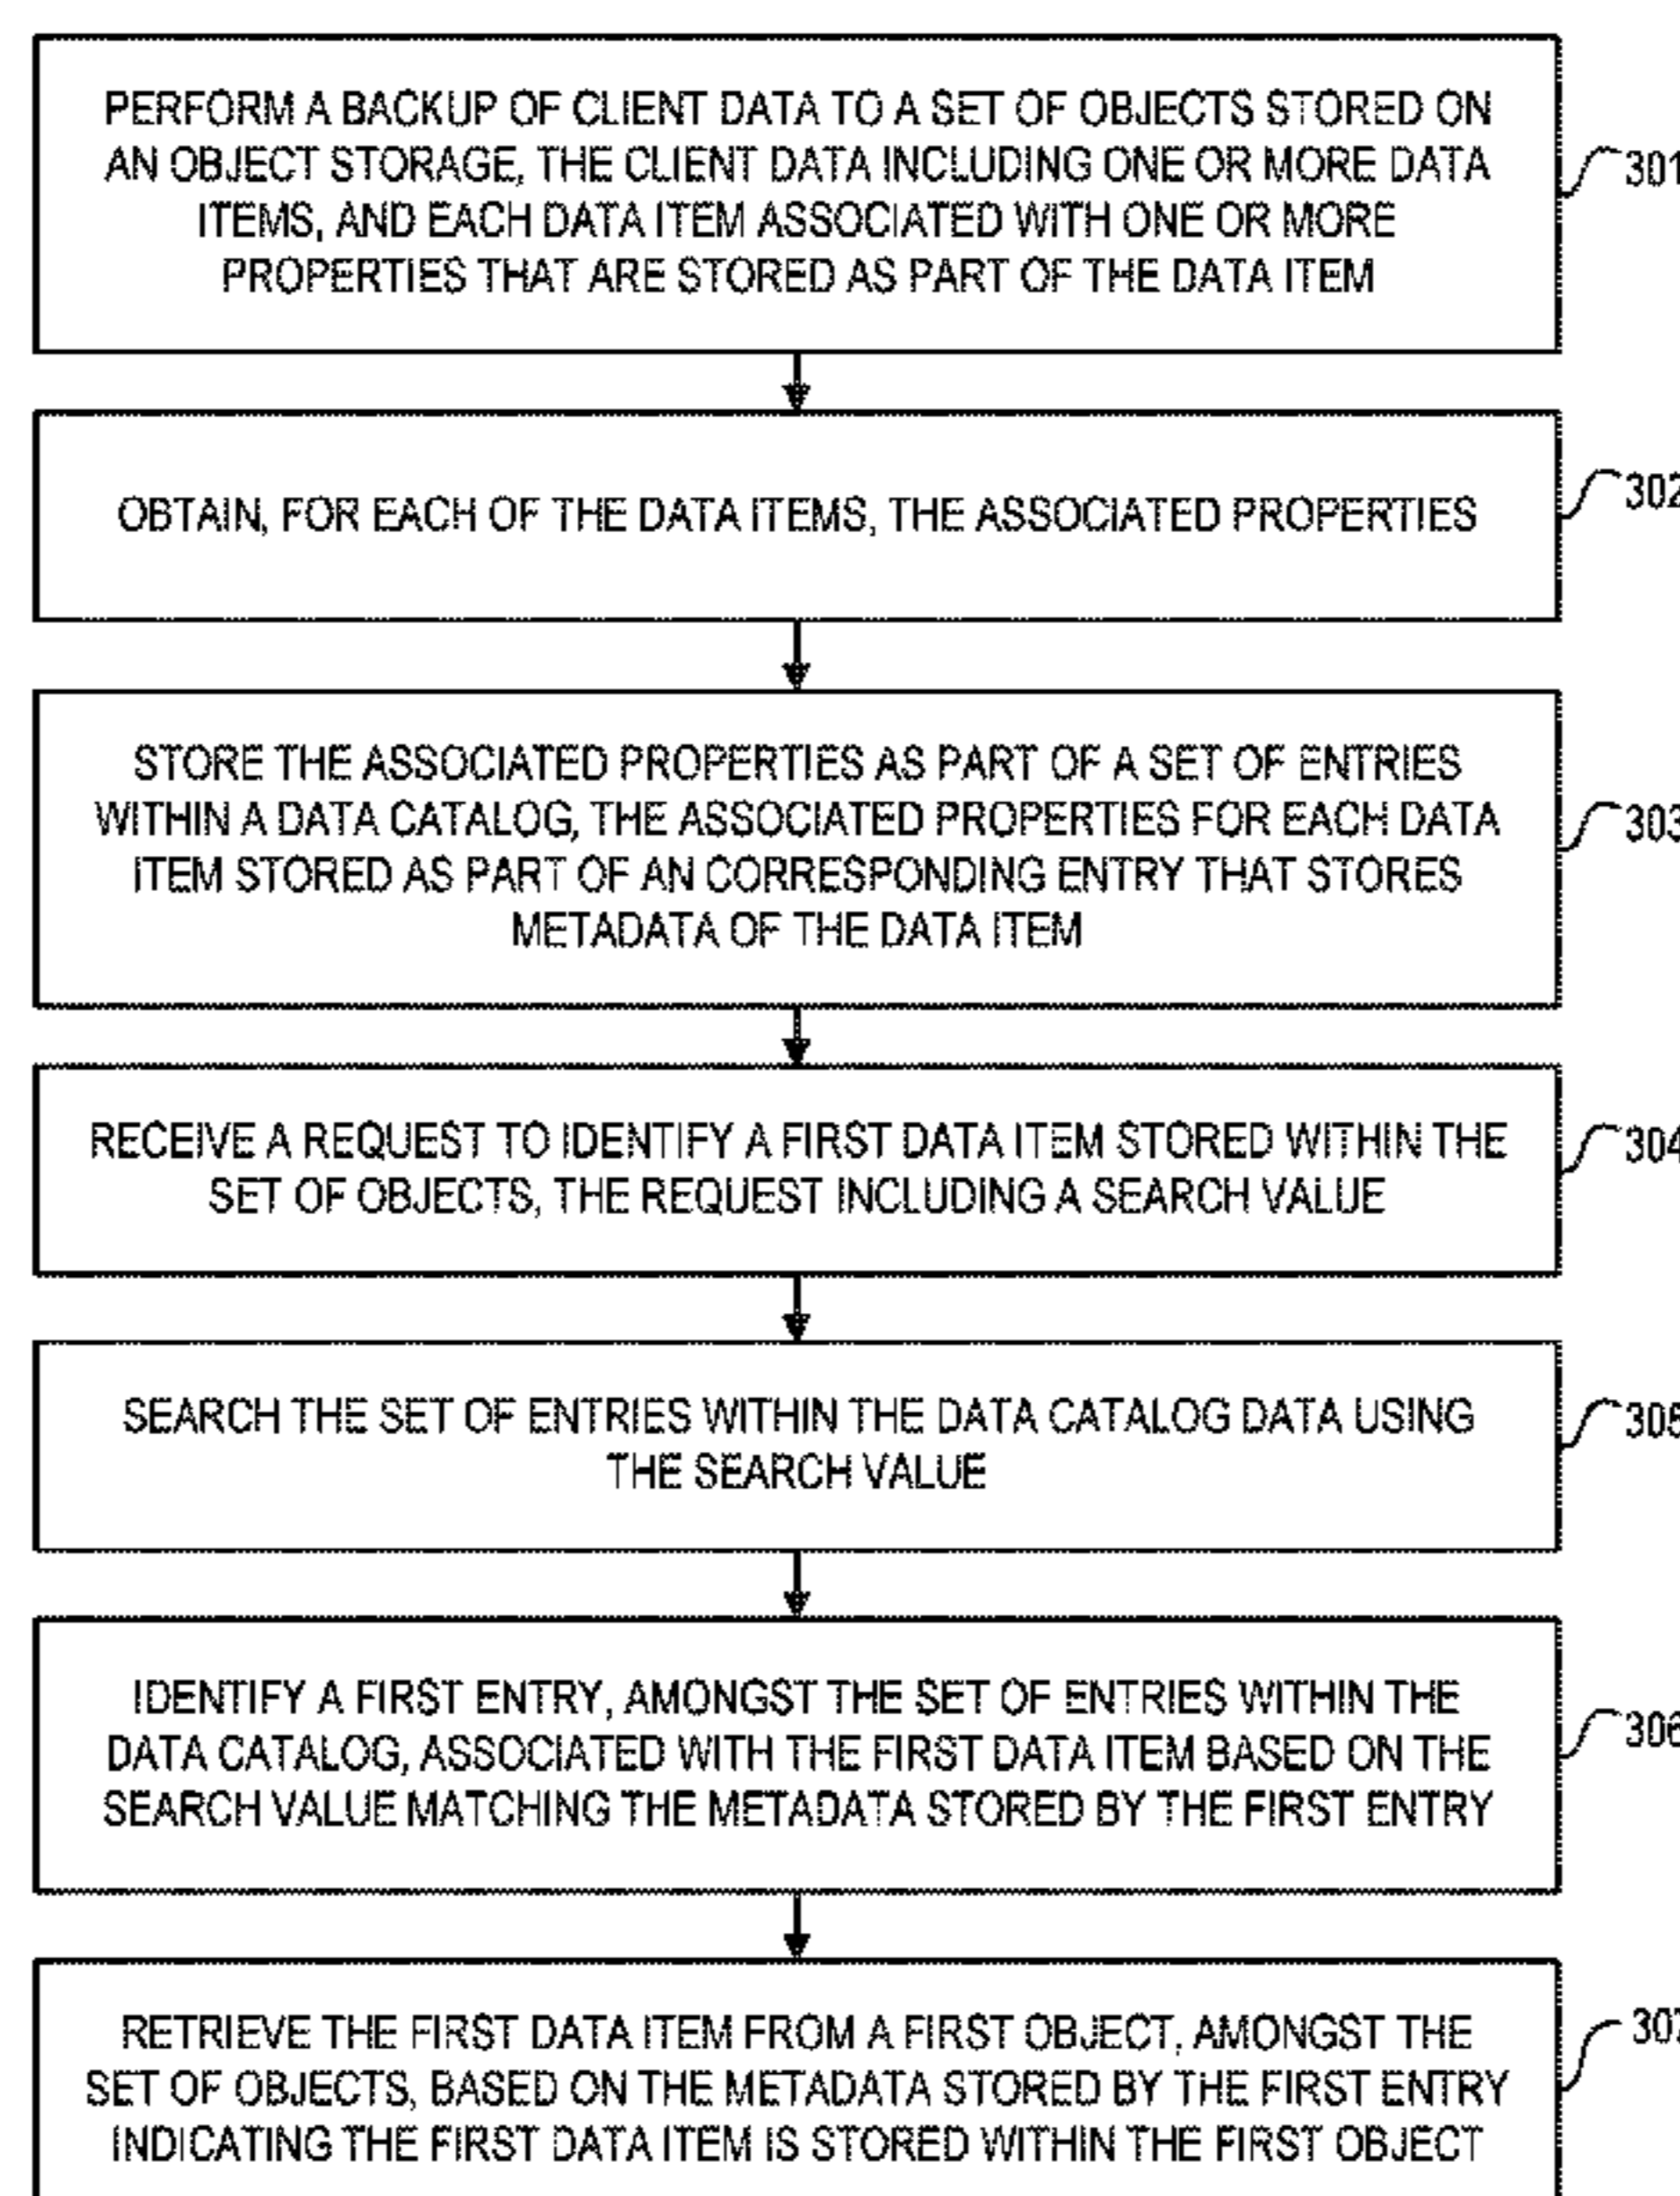 PERFORM A BACKUP OF CLIENT DATA TO A SET OF OBJECTS STORED ON
AN OBJECT STORAGE, THE CLIENT DATA INCLUDING ONE OR MORE DATA
ITEMS, AND EACH DATA ITEM ASSOCIATED WITH ONE OR MORE
PROPERTIES THAT ARE STORED AS PART OF THE DATA ITEM
301
OBTAIN, FOR EACH OF THE DATA ITEMS, THE ASSOCIATED PROPERTIES
302
STORE THE ASSOCIATED PROPERTIES AS PART OF A SET OF ENTRIES
WITHIN A DATA CATALOG, THE ASSOCIATED PROPERTIES FOR EACH DATA
ITEM STORED AS PART OF AN CORRESPONDING ENTRY THAT STORES
METADATA OF THE DATA ITEM
303
RECEIVE A REQUEST TO IDENTIFY A FIRST DATA ITEM STORED WITHIN THE
SET OF OBJECTS, THE REQUEST INCLUDING A SEARCH VALUE
304
SEARCH THE SET OF ENTRIES WITHIN THE DATA CATALOG DATA USING
THE SEARCH VALUE
305
IDENTIFY A FIRST ENTRY, AMONGST THE SET OF ENTRIES WITHIN THE
DATA CATALOG, ASSOCIATED WITH THE FIRST DATA ITEM BASED ON THE
SEARCH VALUE MATCHING THE METADATA STORED BY THE FIRST ENTRY
306
RETRIEVE THE FIRST DATA ITEM FROM A FIRST OBJECT, AMONGST THE
SET OF OBJECTS, BASED ON THE METADATA STORED BY THE FIRST ENTRY
INDICATING THE FIRST DATA ITEM IS STORED WITHIN THE FIRST OBJECT
307